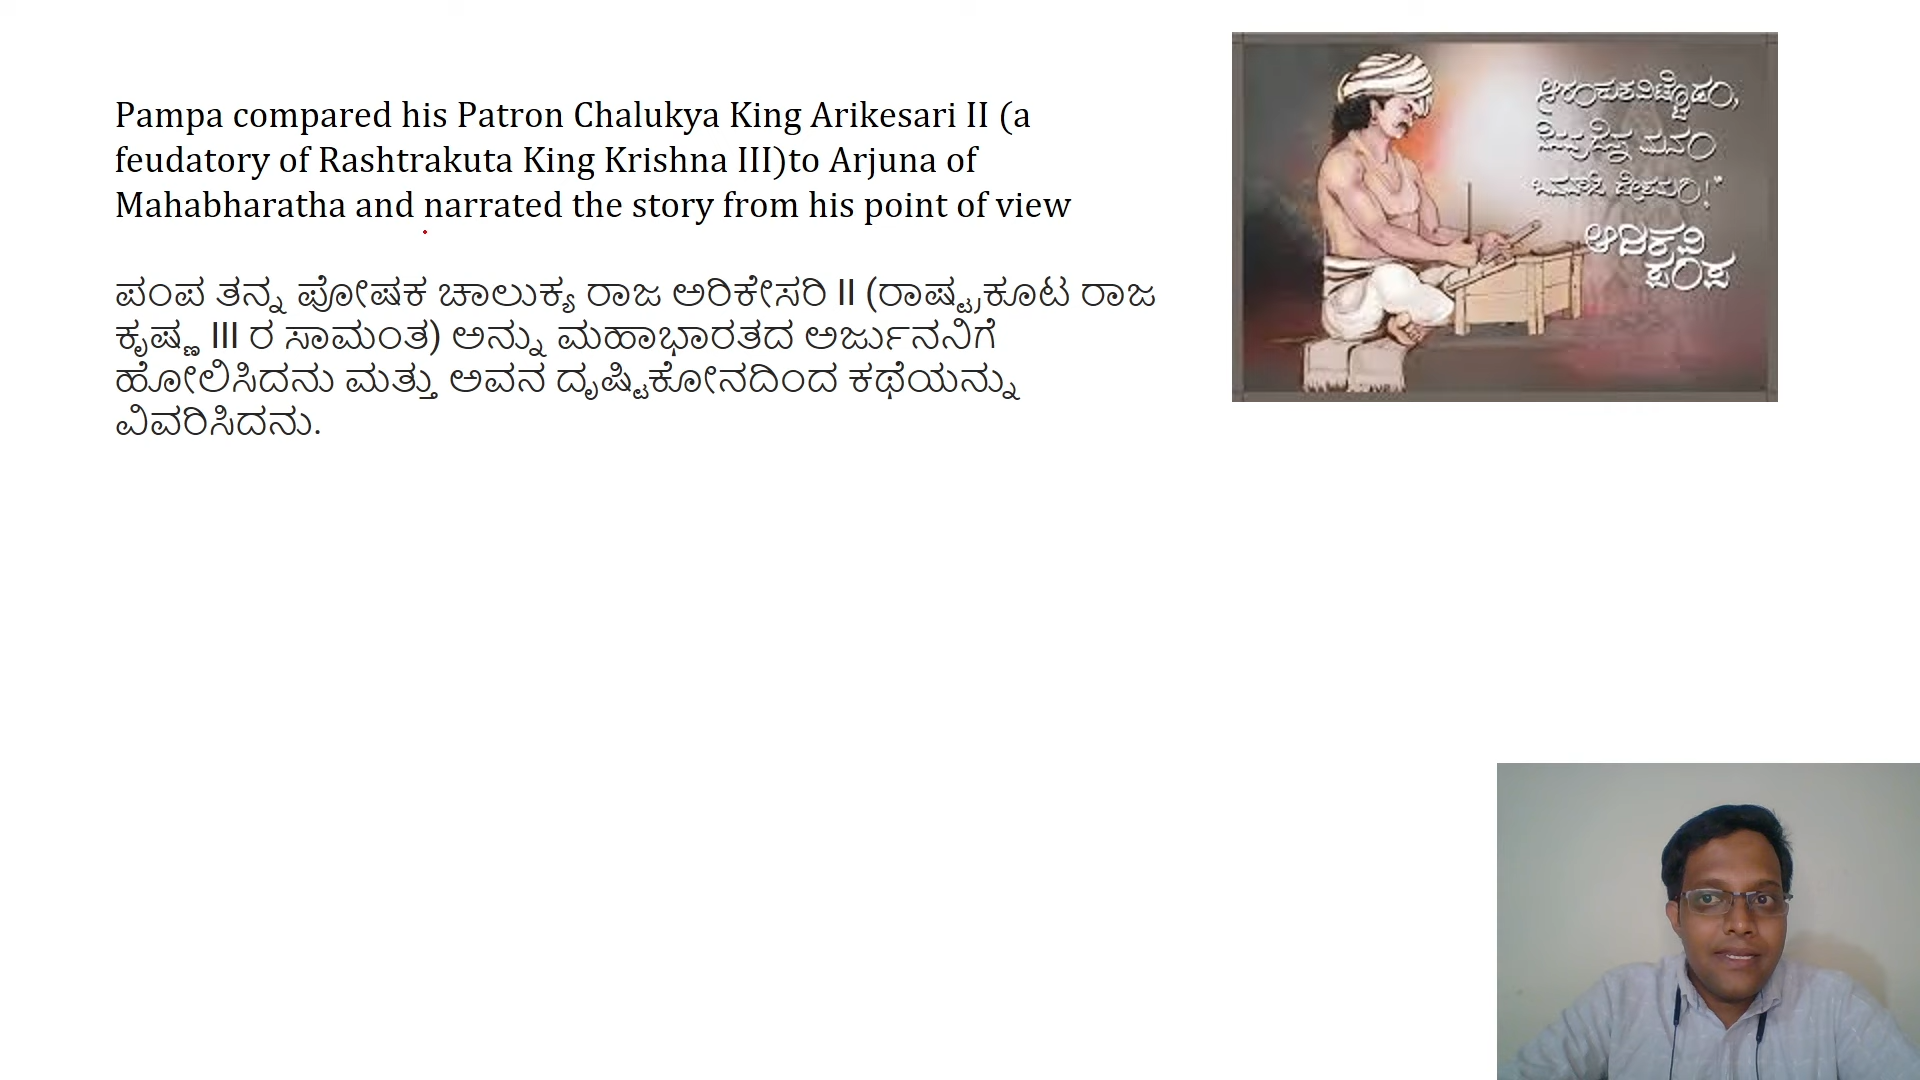 Pampa compared his Patron Chalukya King Arikesari II (a
feudatory of Rashtrakuta King Krishna III)to Arjuna of
Mahabharatha and narrated the story from his point of view
ಪಂಪ ತನ್ನ ಪೋಷಕ ಚಾಲುಕ್ಯ ರಾಜ ಅರಿಕೇಸರಿ II (ರಾಷ್ಟ್ರಕೂಟ ರಾಜ
ಕೃಷ್ಣ III ರ ಸಾಮಂತ) ಅನ್ನು ಮಹಾಭಾರತದ ಅರ್ಜುನನಿಗೆ
ಹೋಲಿಸಿದನು ಮತ್ತು ಅವನ ದೃಷ್ಟಿಕೋನದಿಂದ ಕಥೆಯನ್ನು
ವಿವರಿಸಿದನು.
ಆದಿಕವಿ
ಪಂಪ